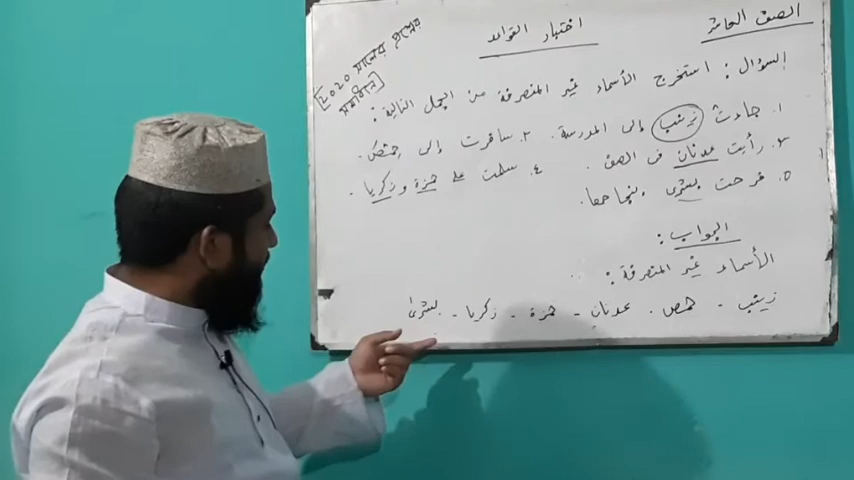 الصف العاشر
اختبار القواعد
২০২০ সালের প্রশ্নের
সমাধান
السؤال : استخرج الأسماء غير المنصرفة من الجمل التالية :
١. جاءت زينب إلى المدرسة. ٢. سافرت إلى حمص.
٣. رأيت عدنان في الصف. ٤. سلمت على حمزة وزكريا.
٥. فرحت بشرى بنجاحها.
الجواب :
الأسماء غير المنصرفة :
زينب - حمص. عدنان - حمزة - زكريا - بشرى